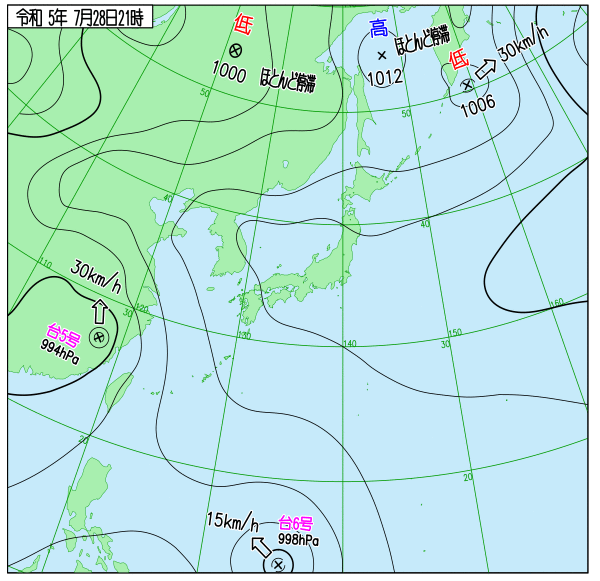 令和 5年 7月28日21時
低
1000 ほとんど停滞
高
ほとんど停滞
1012
低
30km/h
1006
50
50
40
40
110
30km/h
120
30
台5号
994hPa
130
140
150
30
160
20
20
15km/h
台6号
998hPa